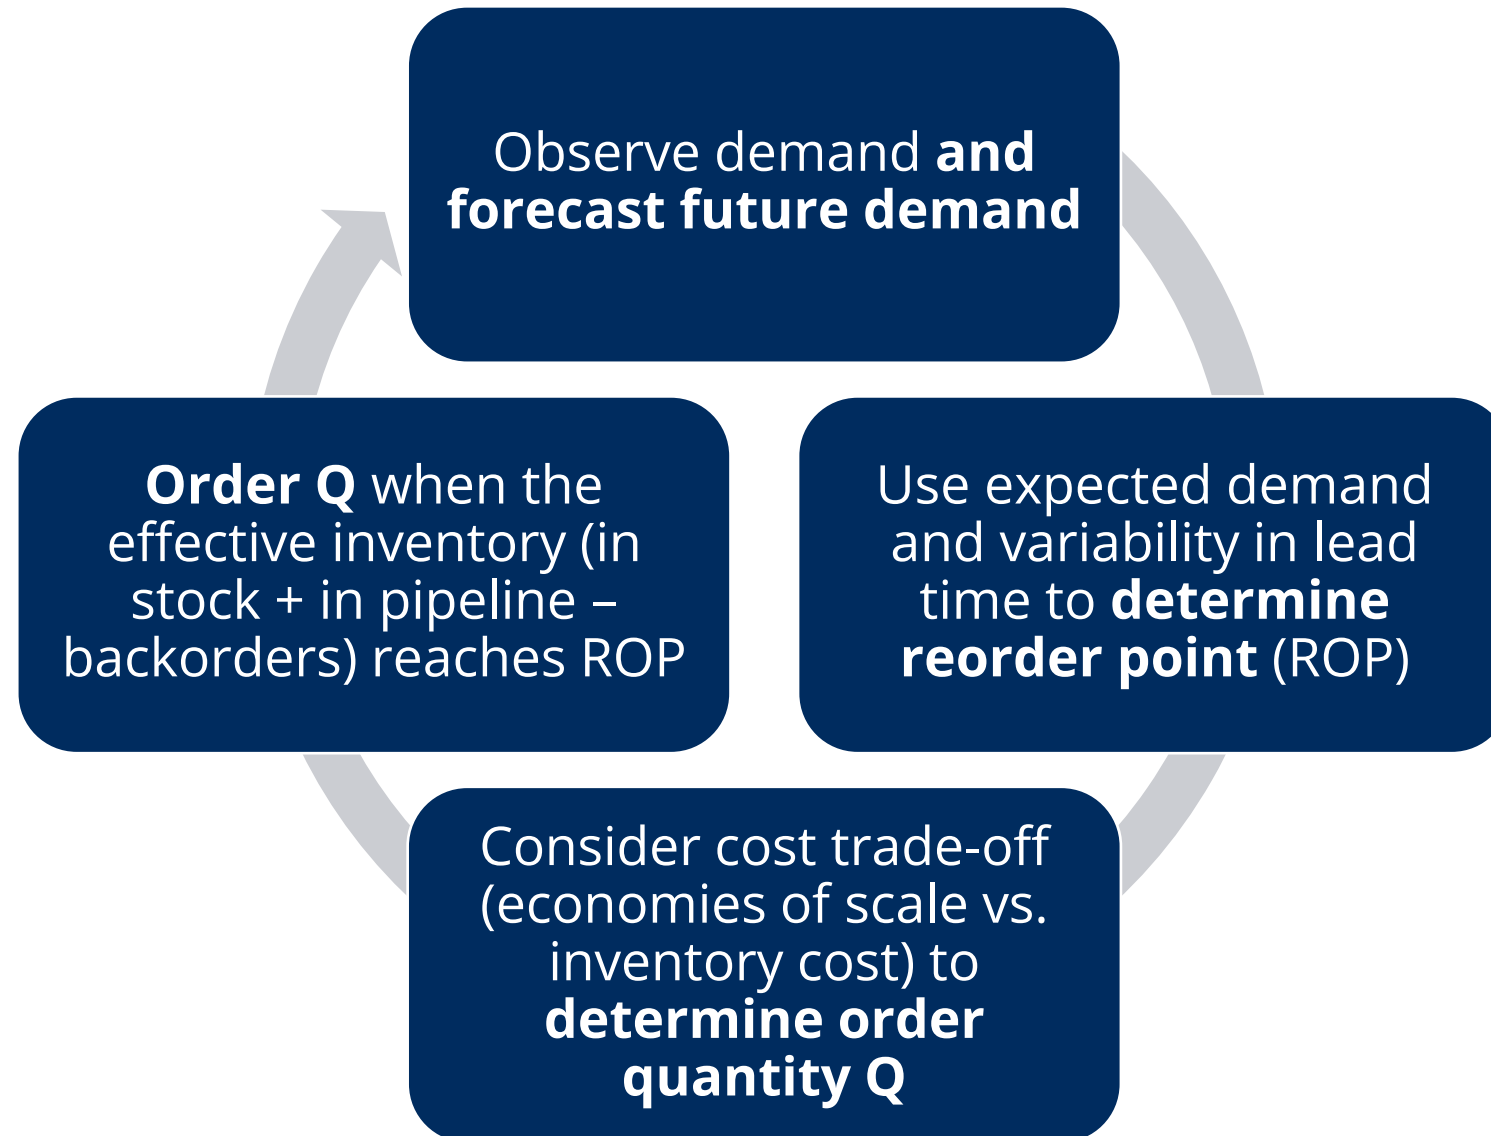 Observe demand and
forecast future demand
Use expected demand
and variability in lead
time to determine
reorder point (ROP)
Consider cost trade-off
(economies of scale vs.
inventory cost) to
determine order
quantity Q
Order Q when the
effective inventory (in
stock + in pipeline –
backorders) reaches ROP